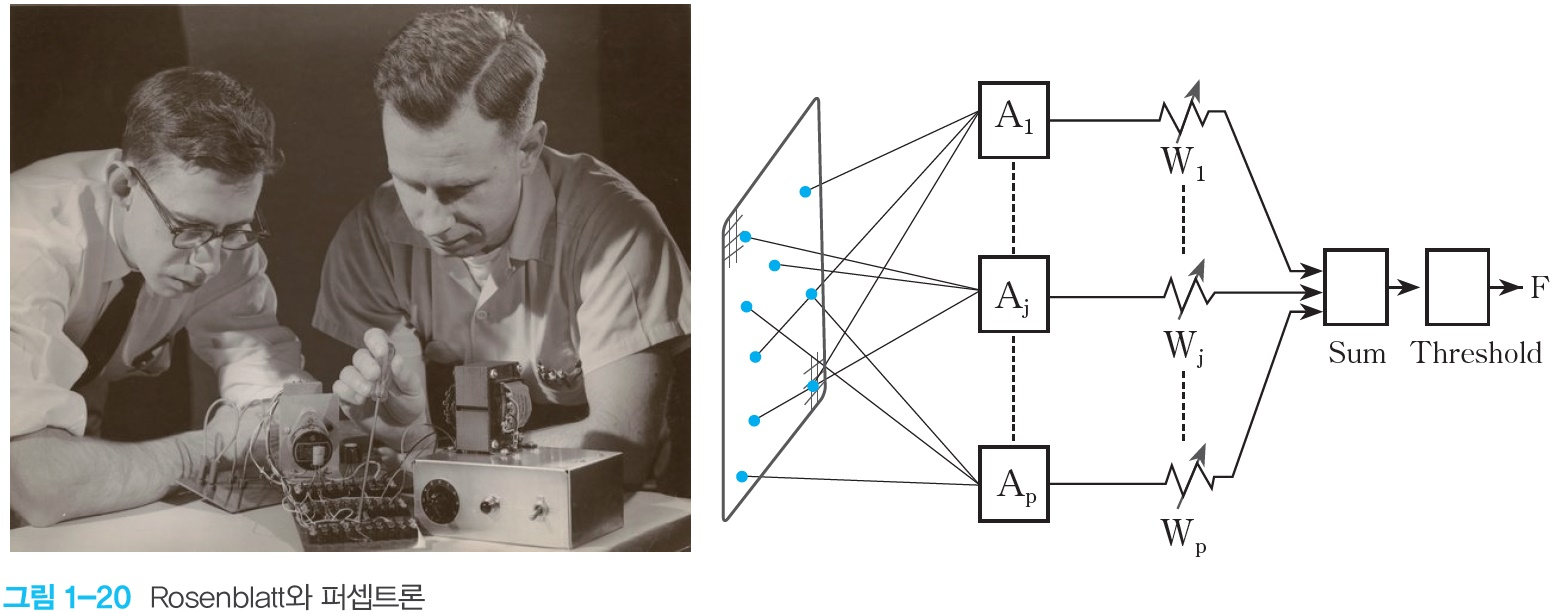 A₁
W₁
Aⱼ
Wⱼ
F
Sum
Threshold
Aₚ
Wₚ
그림 1-20 Rosenblatt와 퍼셉트론